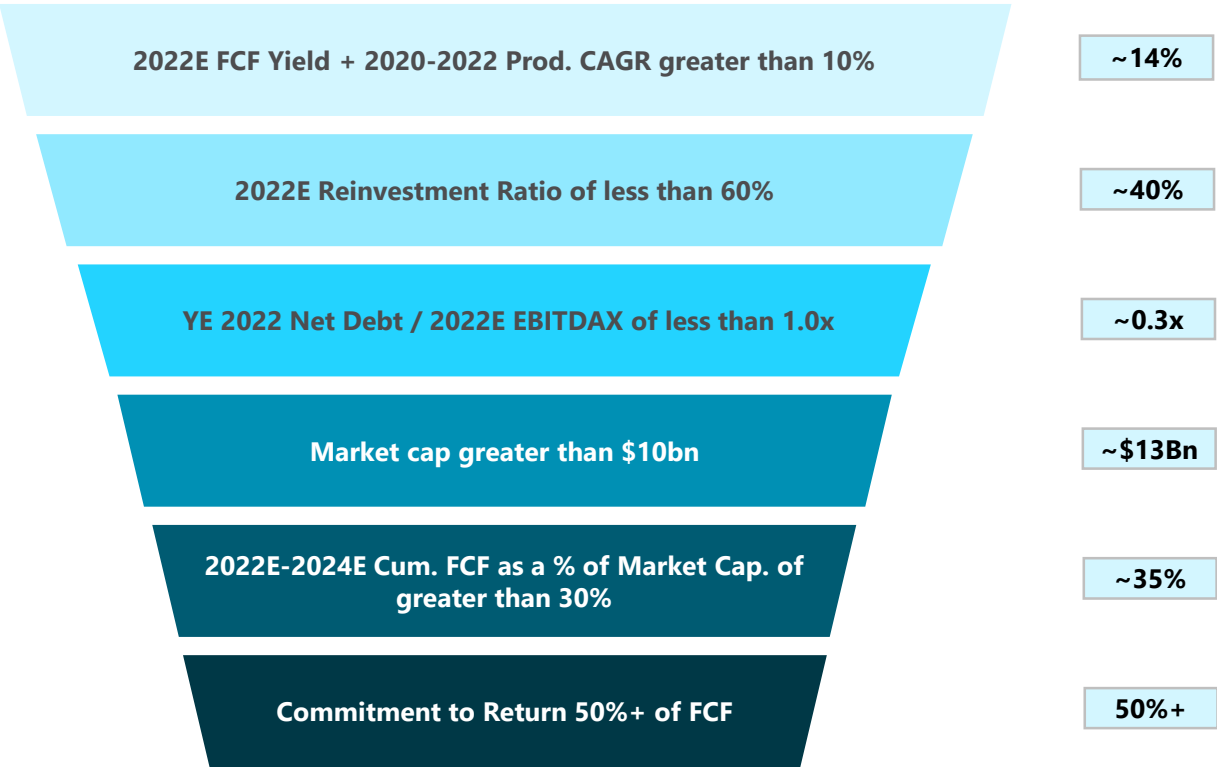 2022E FCF Yield + 2020-2022 Prod. CAGR greater than 10%
~14%
2022E Reinvestment Ratio of less than 60%
~40%
YE 2022 Net Debt / 2022E EBITDAX of less than 1.0x
~0.3x
Market cap greater than $10bn
~$13Bn
2022E-2024E Cum. FCF as a % of Market Cap. of
greater than 30%
~35%
Commitment to Return 50%+ of FCF
50%+